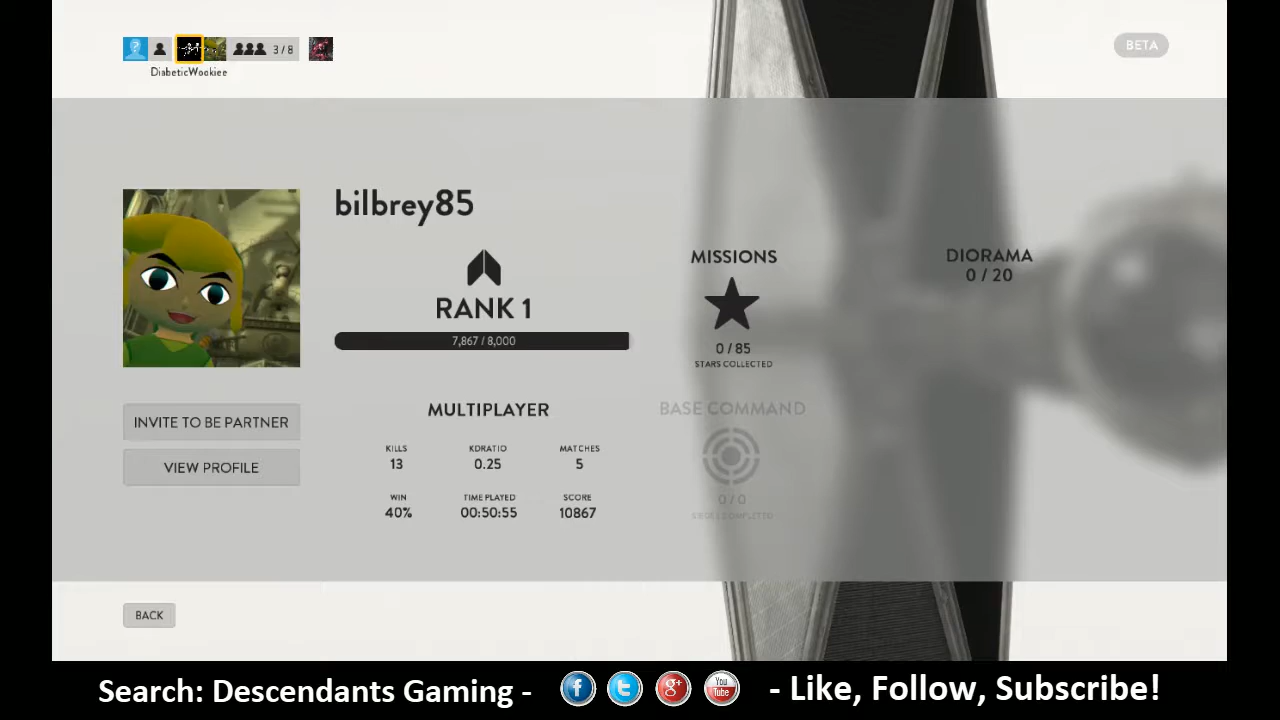 3 / 8
BETA
DiabeticWookiee
bilbrey85
RANK 1
7,867 / 8,000
MISSIONS
0 / 85
STARS COLLECTED
DIORAMA
0 / 20
INVITE TO BE PARTNER
VIEW PROFILE
MULTIPLAYER
KILLS KDRATIO MATCHES
13 0.25 5
WIN TIME PLAYED SCORE
40% 00:50:55 10867
BASE COMMAND
0 / 0
BACK
Search: Descendants Gaming - f t g+ You Tube - Like, Follow, Subscribe!